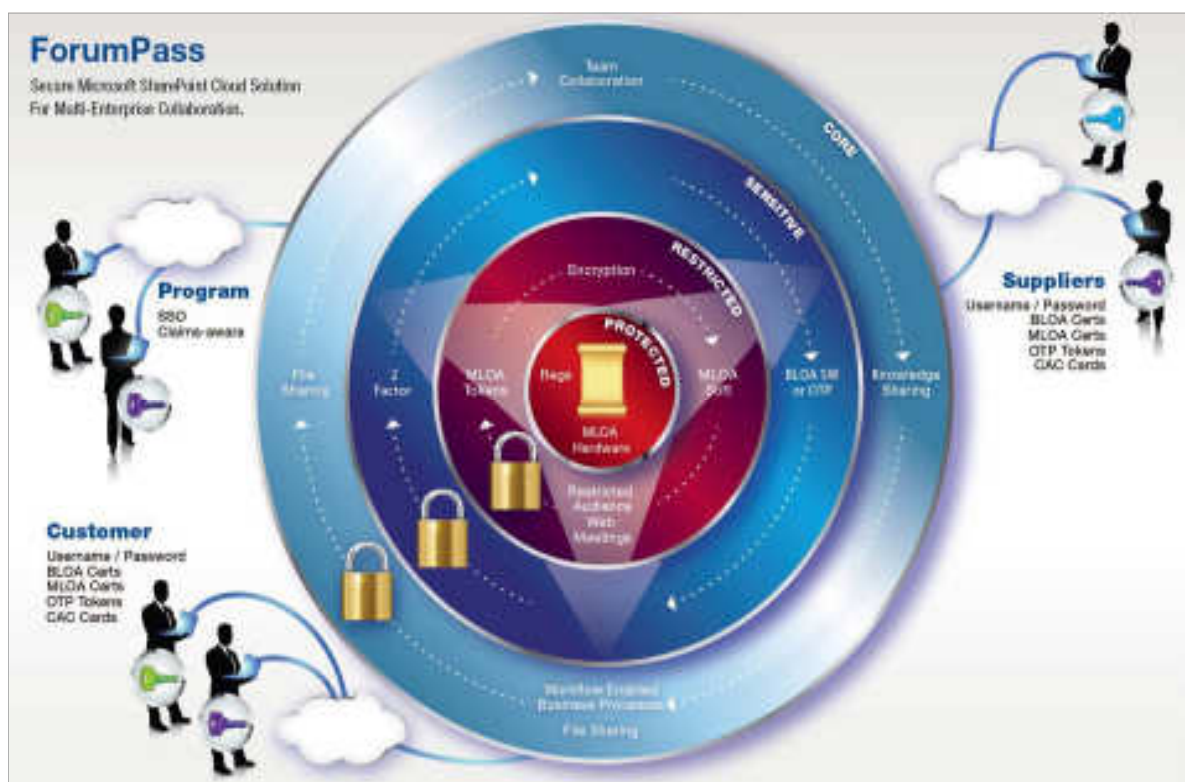 ForumPass
Secure Microsoft SharePoint Cloud Solution
For Multi-Enterprise Collaboration.
Team
Collaboration
CORE
SENSITIVE
RESTRICTED
PROTECTED
Encryption
Program
SSO
Claims-aware
Suppliers
Username / Password
BLOA Certs
MLOA Certs
OTP Tokens
CAC Cards
File
Sharing
2
Factor
MLOA
Tokens
Regs
MLOA
Soft
BLOA SW
or OTP
Knowledge
Sharing
MLOA
Hardware
Restricted
Audience
Web
Meetings
Customer
Username / Password
BLOA Certs
MLOA Certs
OTP Tokens
CAC Cards
Workflow Enabled
Business Processes
File Sharing